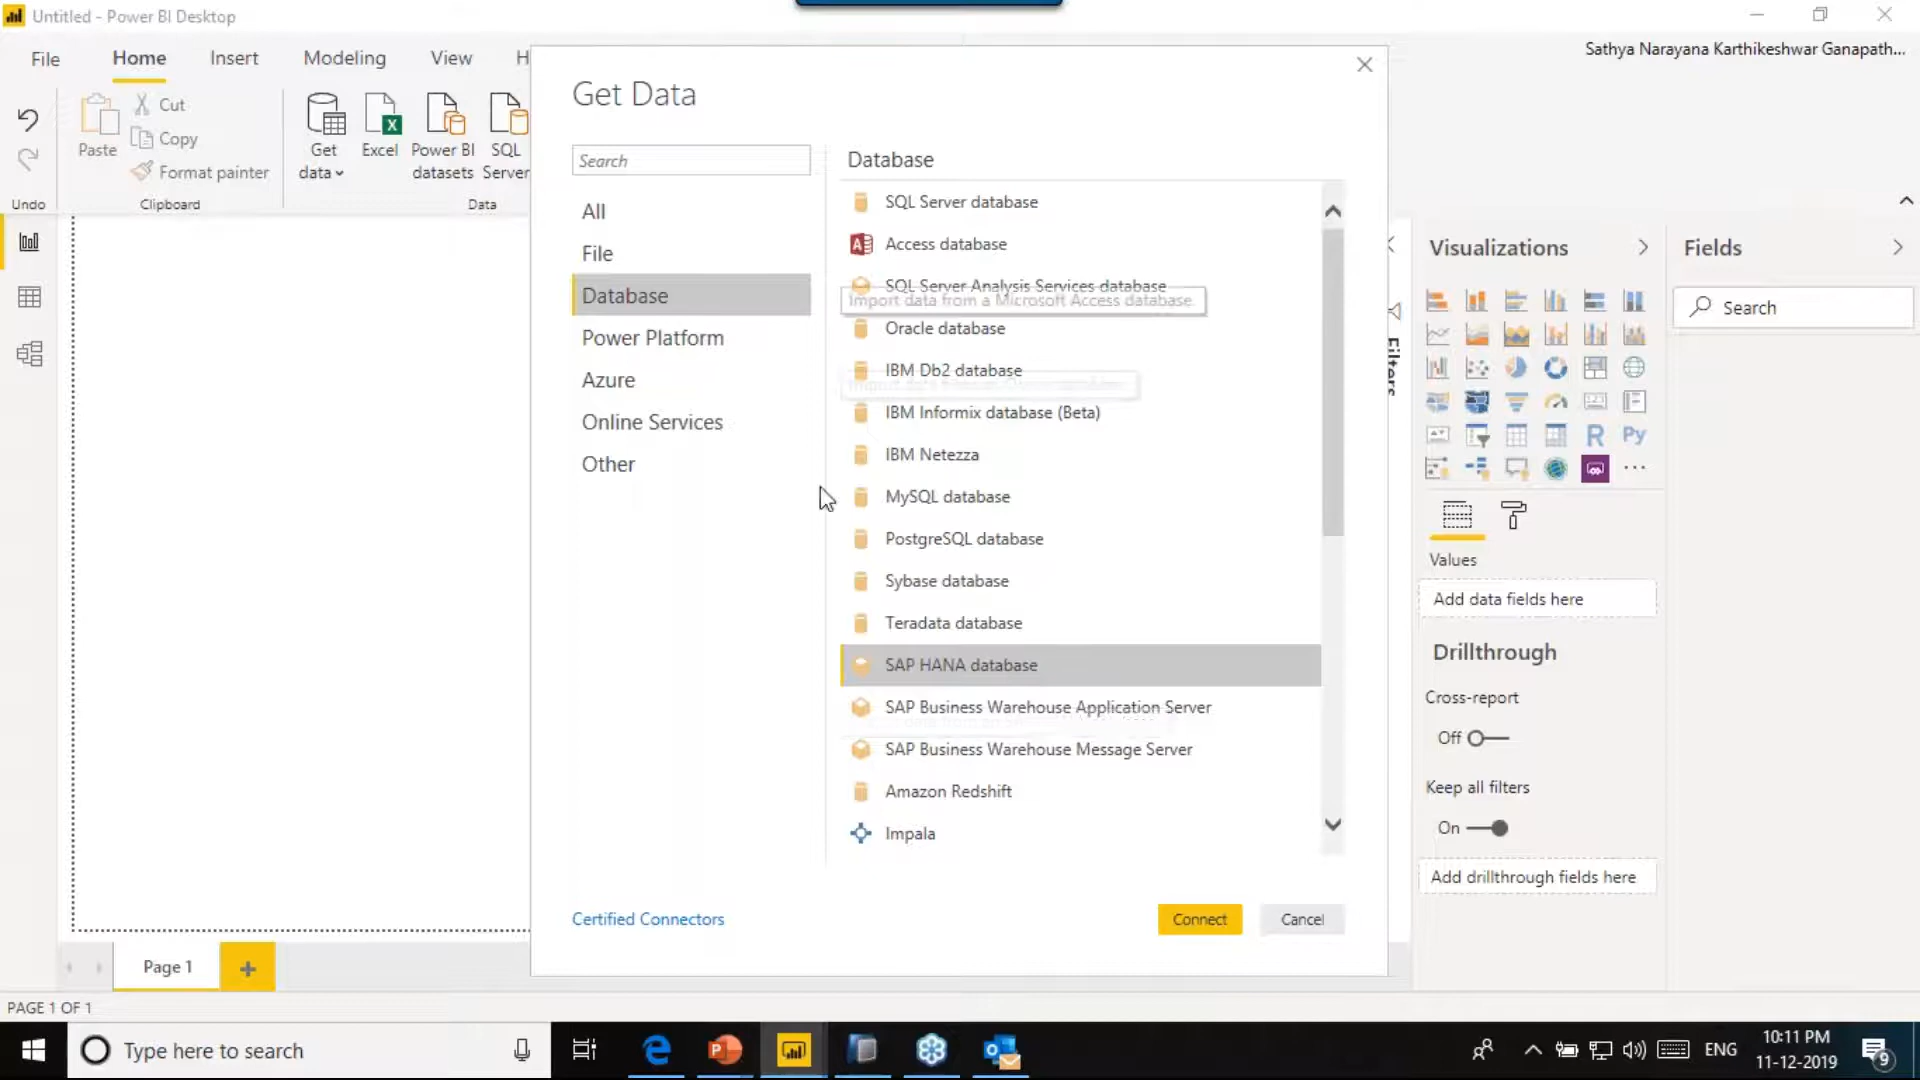 Untitled - Power BI Desktop
Sathya Narayana Karthikeshwar Ganapath...
File
Home
Insert
Modeling
View
H
Paste
Cut
Copy
Format painter
Get
data
Excel
Power BI
datasets
SQL
Server
Undo
Clipboard
Data
Get Data
Search
All
File
Database
Power Platform
Azure
Online Services
Other
Database
SQL Server database
Access database
SQL Server Analysis Services database
Import data from a Microsoft Access database.
Oracle database
IBM Db2 database
IBM Informix database (Beta)
IBM Netezza
MySQL database
PostgreSQL database
Sybase database
Teradata database
SAP HANA database
SAP Business Warehouse Application Server
SAP Business Warehouse Message Server
Amazon Redshift
Impala
Certified Connectors
Connect
Cancel
Filters
Visualizations
R
Py
Values
Add data fields here
Drillthrough
Cross-report
Off
Keep all filters
On
Add drillthrough fields here
Fields
Search
Page 1
PAGE 1 OF 1
Type here to search
ENG
10:11 PM
11-12-2019
9